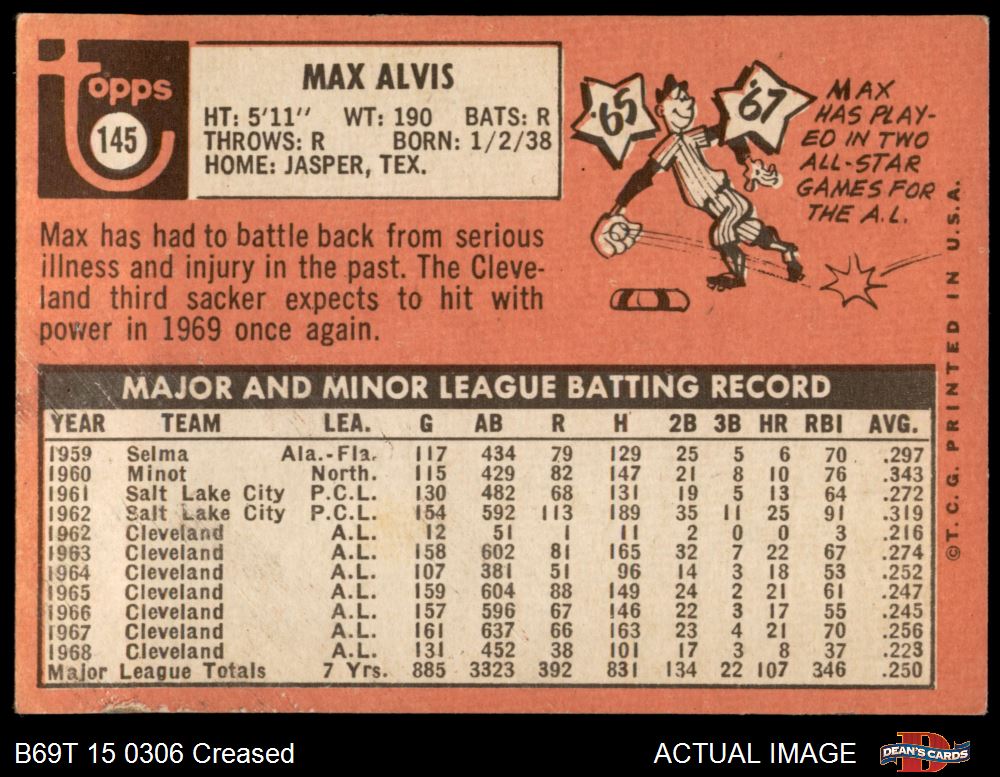 Topps
145
MAX ALVIS
HT: 5'11" WT: 190 BATS: R
THROWS: R BORN: 1/2/38
HOME: JASPER, TEX.
'65
'67
MAX
HAS PLAY-
ED IN TWO
ALL-STAR
GAMES FOR
THE A.L.
Max has had to battle back from serious
illness and injury in the past. The Cleve-
land third sacker expects to hit with
power in 1969 once again.
©T.C.G. PRINTED IN U.S.A.
MAJOR AND MINOR LEAGUE BATTING RECORD
YEAR TEAM LEA. G AB R H 2B 3B HR RBI AVG.
1959 Selma Ala.-Fla. 117 434 79 129 25 5 6 70 .297
1960 Minot North. 115 429 82 147 21 8 10 76 .343
1961 Salt Lake City P.C.L. 130 482 68 131 19 5 13 64 .272
1962 Salt Lake City P.C.L. 154 592 113 189 35 11 25 91 .319
1962 Cleveland A.L. 12 51 1 11 2 0 0 3 .216
1963 Cleveland A.L. 158 602 81 165 32 7 22 67 .274
1964 Cleveland A.L. 107 381 51 96 14 3 18 53 .252
1965 Cleveland A.L. 159 604 88 149 24 2 21 61 .247
1966 Cleveland A.L. 157 596 67 146 22 3 17 55 .245
1967 Cleveland A.L. 161 637 66 163 23 4 21 70 .256
1968 Cleveland A.L. 131 452 38 101 17 3 8 37 .223
Major League Totals 7 Yrs. 885 3323 392 831 134 22 107 346 .250
B69T 15 0306 Creased
ACTUAL IMAGE
DEAN'S CARDS